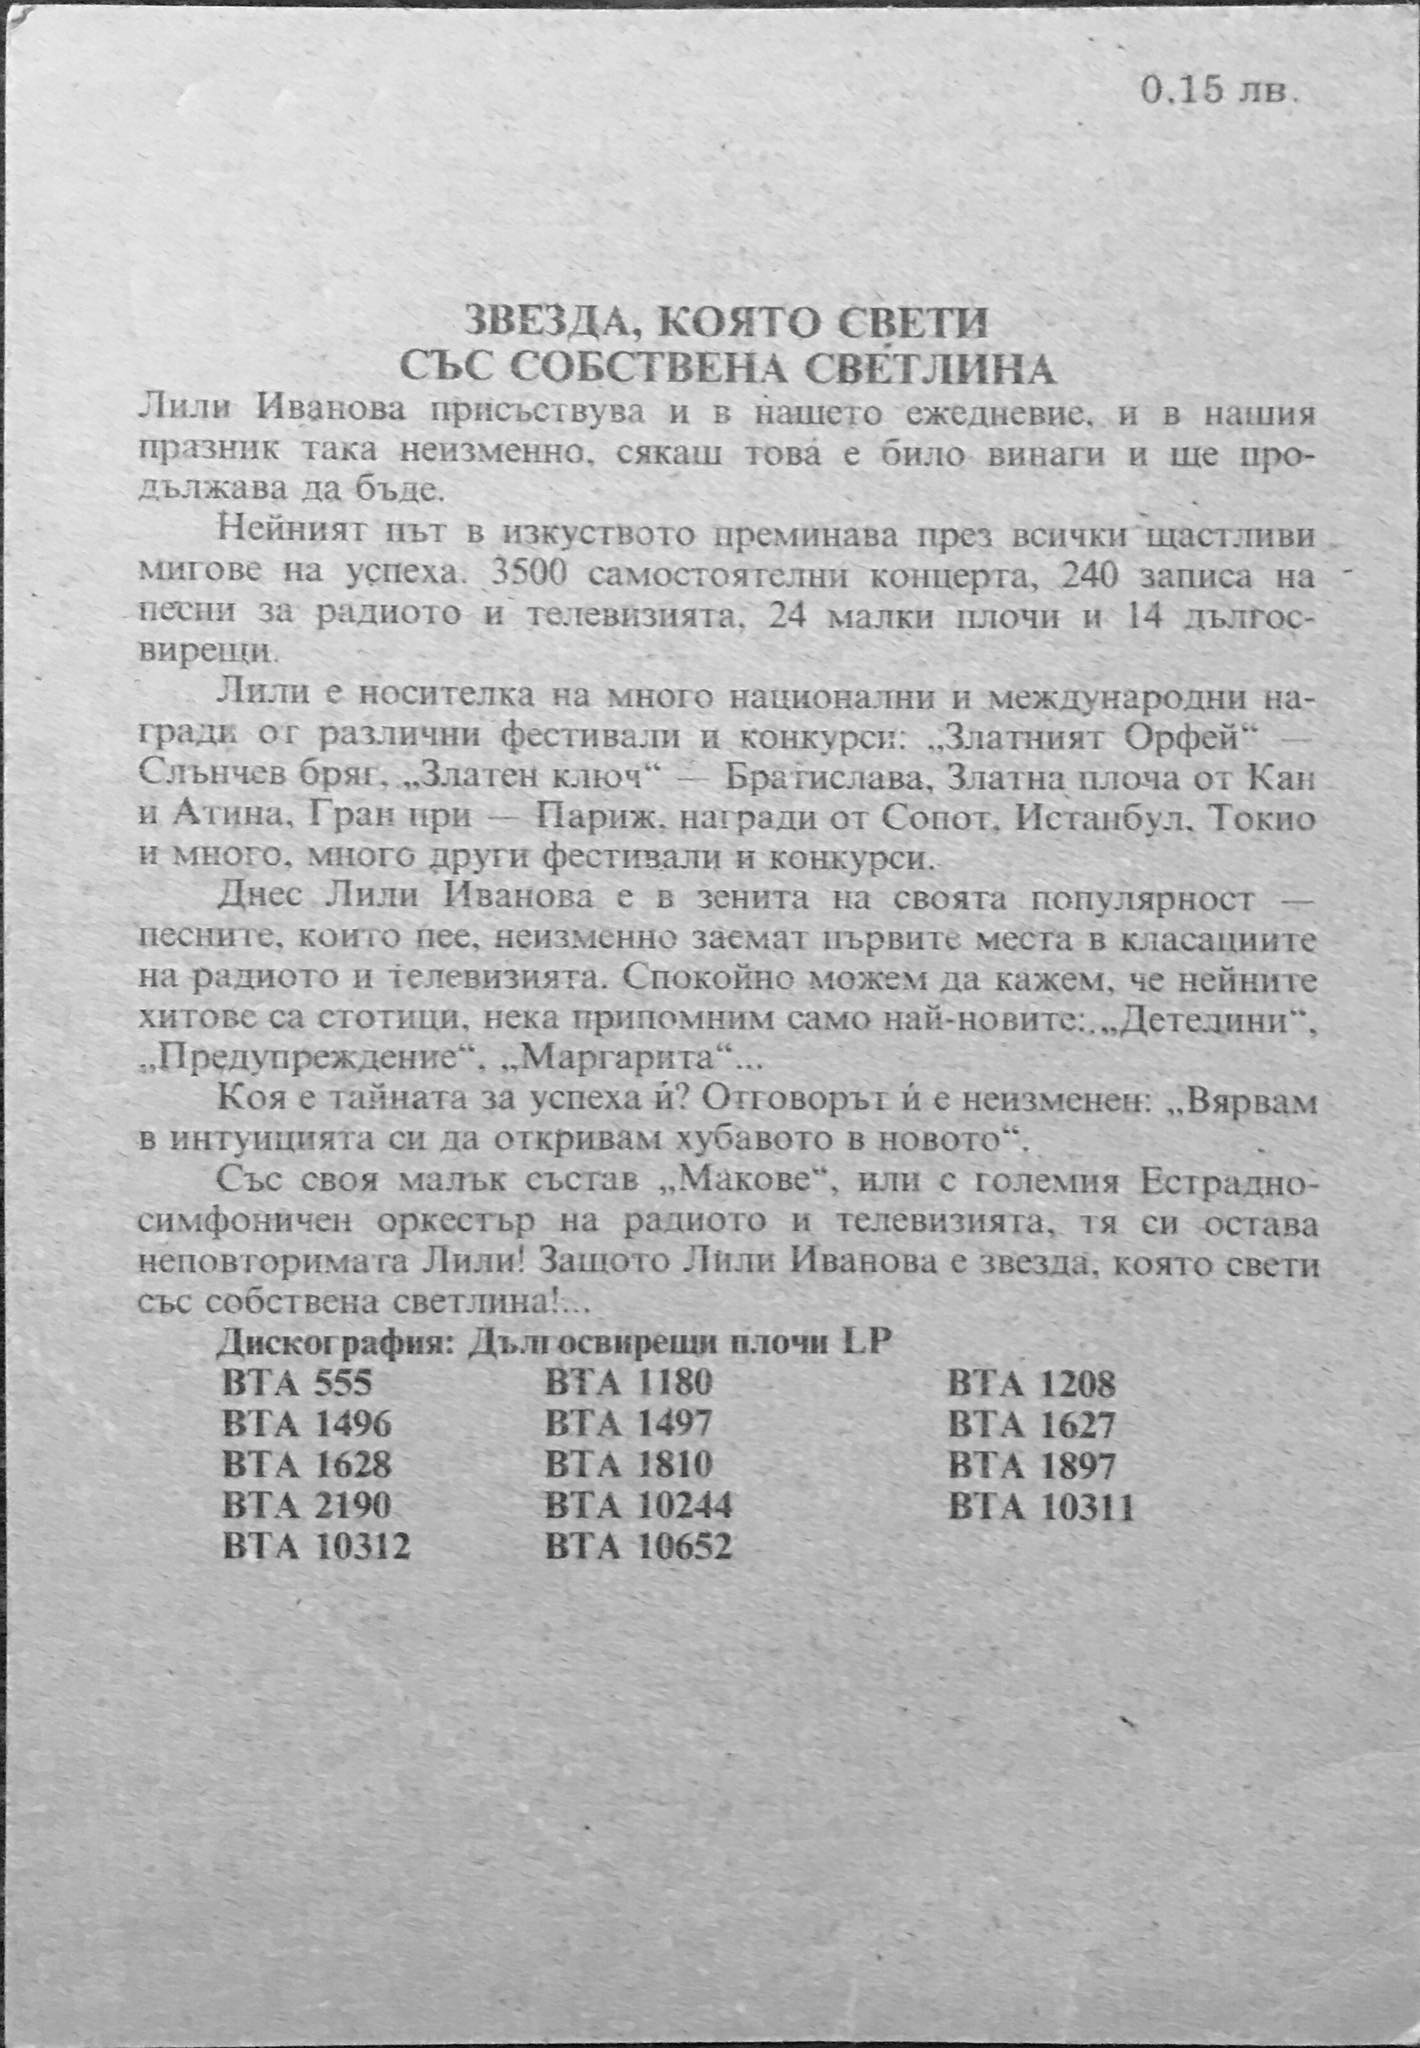 0.15 лв.
ЗВЕЗДА, КОЯТО СВЕТИ
СЪС СОБСТВЕНА СВЕТЛИНА
Лили Иванова присъствува и в нашето ежедневие, и в нашия
празник така неизменно, сякаш това е било винаги и ще про-
дължава да бъде.
Нейният път в изкуството преминава през всички щастливи
мигове на успеха. 3500 самостоятелни концерта, 240 записа на
песни за радиото и телевизията, 24 малки плочи и 14 дългос-
вирещи.
Лили е носителка на много национални и международни на-
гради от различни фестивали и конкурси: „Златният Орфей“ —
Слънчев бряг, „Златен ключ“ — Братислава, Златна плоча от Кан
и Атина, Гран при — Париж, награди от Сопот, Истанбул, Токио
и много, много други фестивали и конкурси.
Днес Лили Иванова е в зенита на своята популярност —
песните, които пее, неизменно заемат първите места в класациите
на радиото и телевизията. Спокойно можем да кажем, че нейните
хитове са стотици, нека припомним само най-новите: „Детелини“,
„Предупреждение“, „Маргарита“...
Коя е тайната за успеха ѝ? Отговорът ѝ е неизменен: „Вярвам
в интуицията си да откривам хубавото в новото“.
Със своя малък състав „Макове“, или с големия Естрадно-
симфоничен оркестър на радиото и телевизията, тя си остава
неповторимата Лили! Защото Лили Иванова е звезда, която свети
със собствена светлина!...
Дискография: Дългосвирещи плочи LP
ВТА 555 ВТА 1180 ВТА 1208
ВТА 1496 ВТА 1497 ВТА 1627
ВТА 1628 ВТА 1810 ВТА 1897
ВТА 2190 ВТА 10244 ВТА 10311
ВТА 10312 ВТА 10652